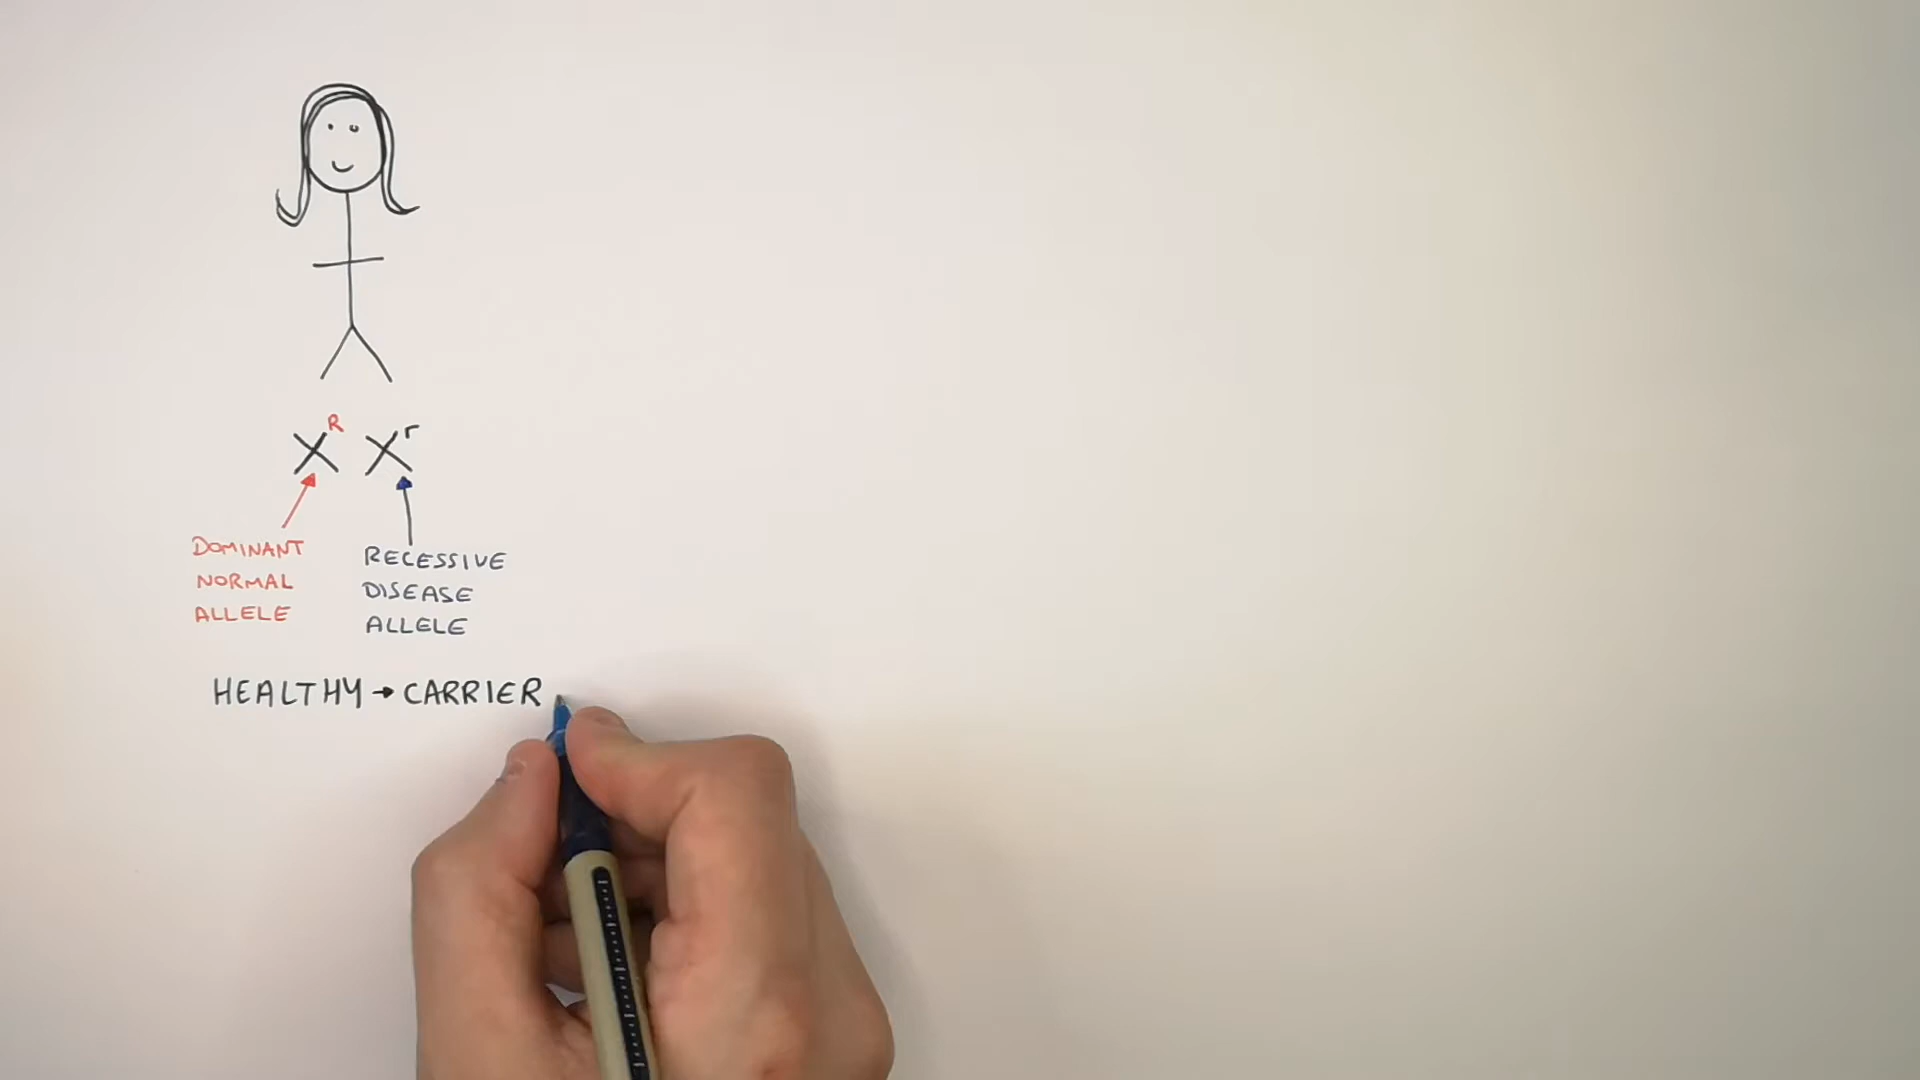 X^R X^r
DOMINANT
NORMAL
ALLELE
RECESSIVE
DISEASE
ALLELE
HEALTHY → CARRIER